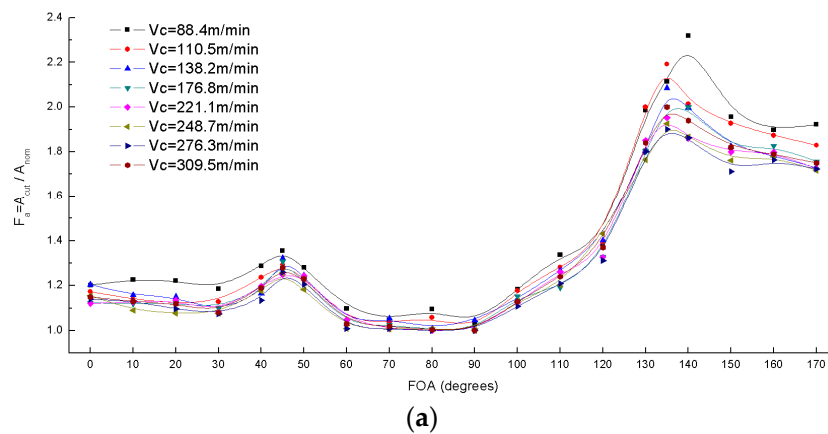 Vc=88.4m/min
Vc=110.5m/min
Vc=138.2m/min
Vc=176.8m/min
Vc=221.1m/min
Vc=248.7m/min
Vc=276.3m/min
Vc=309.5m/min
2.4
2.2
2.0
1.8
1.6
1.4
1.2
1.0
Fa=Acut / Anom
0 10 20 30 40 50 60 70 80 90 100 110 120 130 140 150 160 170
FOA (degrees)
(a)